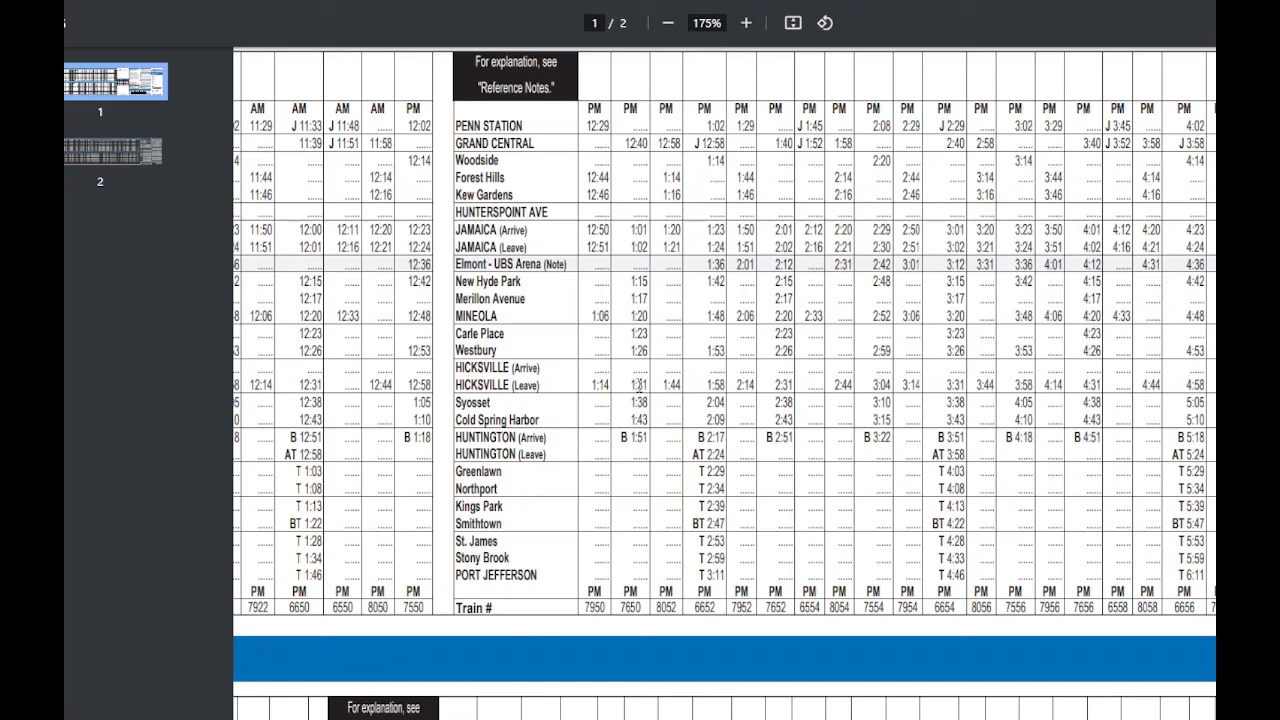 5 1 / 2 175%
1
2
For explanation, see
"Reference Notes."
AM AM AM AM PM PM PM PM PM PM PM PM PM PM PM PM PM PM PM PM PM PM PM
2 11:29 J 11:33 J 11:48 ...... 12:02 PENN STATION 12:29 ...... ...... 1:02 1:29 ...... J 1:45 ...... 2:08 2:29 J 2:29 ...... 3:02 3:29 ...... J 3:45 ...... 4:02
...... 11:39 J 11:51 11:58 ...... GRAND CENTRAL ...... 12:40 12:58 J 12:58 ...... 1:40 J 1:52 1:58 ...... ...... 2:40 2:58 ...... ...... 3:40 J 3:52 3:58 J 3:58
4 ...... ...... ...... ...... 12:14 Woodside ...... ...... ...... 1:14 ...... ...... ...... ...... 2:20 ...... ...... ...... 3:14 ...... ...... ...... ...... 4:14
11:44 ...... ...... 12:14 ...... Forest Hills 12:44 ...... 1:14 ...... 1:44 ...... ...... 2:14 ...... 2:44 ...... 3:14 ...... 3:44 ...... ...... 4:14 ......
11:46 ...... ...... 12:16 ...... Kew Gardens 12:46 ...... 1:16 ...... 1:46 ...... ...... 2:16 ...... 2:46 ...... 3:16 ...... 3:46 ...... ...... 4:16 ......
...... ...... ...... ...... ...... HUNTERSPOINT AVE ...... ...... ...... ...... ...... ...... ...... ...... ...... ...... ...... ...... ...... ...... ...... ...... ...... ......
3 11:50 12:00 12:11 12:20 12:23 JAMAICA (Arrive) 12:50 1:01 1:20 1:23 1:50 2:01 2:12 2:20 2:29 2:50 3:01 3:20 3:23 3:50 4:01 4:12 4:20 4:23
4 11:51 12:01 12:16 12:21 12:24 JAMAICA (Leave) 12:51 1:02 1:21 1:24 1:51 2:02 2:16 2:21 2:30 2:51 3:02 3:21 3:24 3:51 4:02 4:16 4:21 4:24
6 ...... ...... ...... ...... 12:36 Elmont - UBS Arena (Note) ...... ...... ...... 1:36 2:01 2:12 ...... 2:31 2:42 3:01 3:12 3:31 3:36 4:01 4:12 ...... 4:31 4:36
2 ...... 12:15 ...... ...... 12:42 New Hyde Park ...... 1:15 ...... 1:42 ...... 2:15 ...... ...... 2:48 ...... 3:15 ...... 3:42 ...... 4:15 ...... ...... 4:42
...... 12:17 ...... ...... ...... Merillon Avenue ...... 1:17 ...... ...... ...... 2:17 ...... ...... ...... ...... 3:17 ...... ...... ...... 4:17 ...... ...... ......
8 12:06 12:20 12:33 ...... 12:48 MINEOLA 1:06 1:20 ...... 1:48 2:06 2:20 2:33 ...... 2:52 3:06 3:20 ...... 3:48 4:06 4:20 4:33 ...... 4:48
...... 12:23 ...... ...... ...... Carle Place ...... 1:23 ...... ...... ...... 2:23 ...... ...... ...... ...... 3:23 ...... ...... ...... 4:23 ...... ...... ......
3 ...... 12:26 ...... ...... 12:53 Westbury ...... 1:26 ...... 1:53 ...... 2:26 ...... ...... 2:59 ...... 3:26 ...... 3:53 ...... 4:26 ...... ...... 4:53
...... ...... ...... ...... ...... HICKSVILLE (Arrive) ...... ...... ...... ...... ...... ...... ...... ...... ...... ...... ...... ...... ...... ...... ...... ...... ...... ......
8 12:14 12:31 ...... 12:44 12:58 HICKSVILLE (Leave) 1:14 1:31 1:44 1:58 2:14 2:31 ...... 2:44 3:04 3:14 3:31 3:44 3:58 4:14 4:31 ...... 4:44 4:58
5 ...... 12:38 ...... ...... 1:05 Syosset ...... 1:38 ...... 2:04 ...... 2:38 ...... ...... 3:10 ...... 3:38 ...... 4:05 ...... 4:38 ...... ...... 5:05
0 ...... 12:43 ...... ...... 1:10 Cold Spring Harbor ...... 1:43 ...... 2:09 ...... 2:43 ...... ...... 3:15 ...... 3:43 ...... 4:10 ...... 4:43 ...... ...... 5:10
8 ...... B 12:51 ...... ...... B 1:18 HUNTINGTON (Arrive) ...... B 1:51 ...... B 2:17 ...... B 2:51 ...... ...... B 3:22 ...... B 3:51 ...... B 4:18 ...... B 4:51 ...... ...... B 5:18
...... AT 12:58 ...... ...... ...... HUNTINGTON (Leave) ...... ...... ...... AT 2:24 ...... ...... ...... ...... ...... ...... AT 3:58 ...... ...... ...... ...... ...... ...... AT 5:24
...... T 1:03 ...... ...... ...... Greenlawn ...... ...... ...... T 2:29 ...... ...... ...... ...... ...... ...... T 4:03 ...... ...... ...... ...... ...... ...... T 5:29
...... T 1:08 ...... ...... ...... Northport ...... ...... ...... T 2:34 ...... ...... ...... ...... ...... ...... T 4:08 ...... ...... ...... ...... ...... ...... T 5:34
...... T 1:13 ...... ...... ...... Kings Park ...... ...... ...... T 2:39 ...... ...... ...... ...... ...... ...... T 4:13 ...... ...... ...... ...... ...... ...... T 5:39
...... BT 1:22 ...... ...... ...... Smithtown ...... ...... ...... BT 2:47 ...... ...... ...... ...... ...... ...... BT 4:22 ...... ...... ...... ...... ...... ...... BT 5:47
...... T 1:28 ...... ...... ...... St. James ...... ...... ...... T 2:53 ...... ...... ...... ...... ...... ...... T 4:28 ...... ...... ...... ...... ...... ...... T 5:53
...... T 1:34 ...... ...... ...... Stony Brook ...... ...... ...... T 2:59 ...... ...... ...... ...... ...... ...... T 4:33 ...... ...... ...... ...... ...... ...... T 5:59
...... T 1:46 ...... ...... ...... PORT JEFFERSON ...... ...... ...... T 3:11 ...... ...... ...... ...... ...... ...... T 4:46 ...... ...... ...... ...... ...... ...... T 6:11
PM PM PM PM PM PM PM PM PM PM PM PM PM PM PM PM PM PM PM PM PM PM PM
7922 6650 6550 8050 7550 Train # 7950 7650 8052 6652 7952 7652 6554 8054 7554 7954 6654 8056 7556 7956 7656 6558 8058 6656 7
For explanation, see